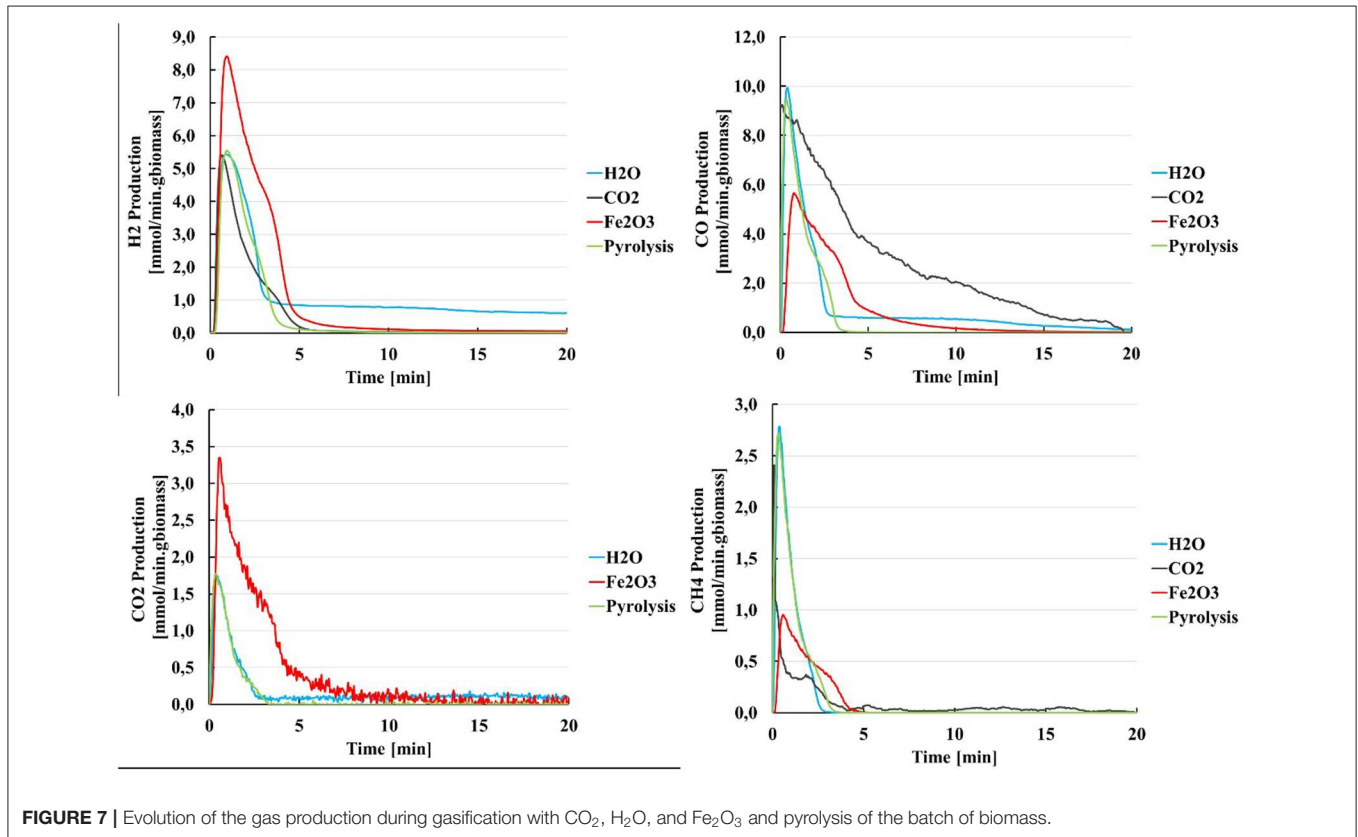 9,0
8,0
7,0
6,0
5,0
4,0
3,0
2,0
1,0
0,0
H2 Production
[mmol/min.gbiomass]
0 5 10 15 20
Time [min]
H2O
CO2
Fe2O3
Pyrolysis
12,0
10,0
8,0
6,0
4,0
2,0
0,0
CO Production
[mmol/min.gbiomass]
0 5 10 15 20
Time [min]
H2O
CO2
Fe2O3
Pyrolysis
4,0
3,5
3,0
2,5
2,0
1,5
1,0
0,5
0,0
CO2 Production
[mmol/min.gbiomass]
0 5 10 15 20
Time [min]
H2O
Fe2O3
Pyrolysis
3,0
2,5
2,0
1,5
1,0
0,5
0,0
CH4 Production
[mmol/min.gbiomass]
0 5 10 15 20
Time [min]
H2O
CO2
Fe2O3
Pyrolysis
FIGURE 7 | Evolution of the gas production during gasification with CO₂, H₂O, and Fe₂O₃ and pyrolysis of the batch of biomass.